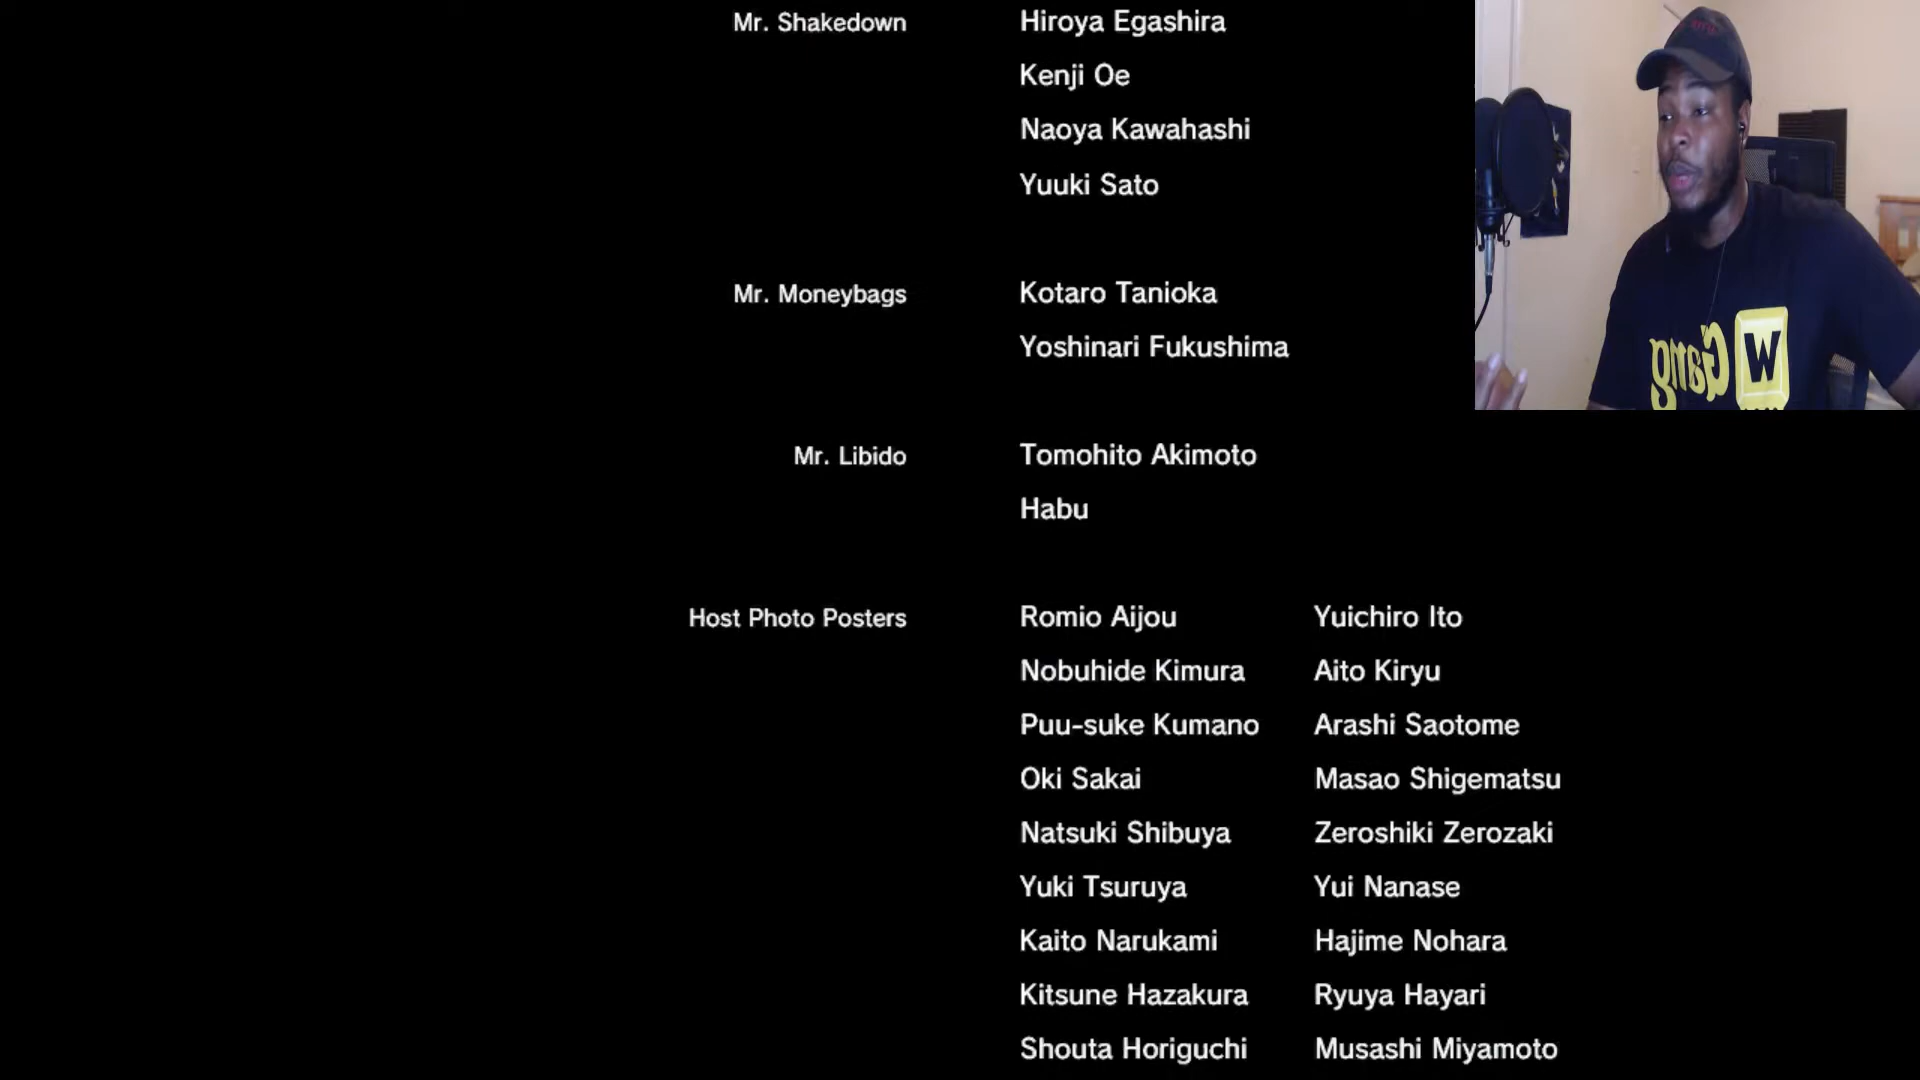 Mr. Shakedown Hiroya Egashira
Kenji Oe
Naoya Kawahashi
Yuuki Sato
Mr. Moneybags Kotaro Tanioka
Yoshinari Fukushima
Mr. Libido Tomohito Akimoto
Habu
Host Photo Posters Romio Aijou Yuichiro Ito
Nobuhide Kimura Aito Kiryu
Puu-suke Kumano Arashi Saotome
Oki Sakai Masao Shigematsu
Natsuki Shibuya Zeroshiki Zerozaki
Yuki Tsuruya Yui Nanase
Kaito Narukami Hajime Nohara
Kitsune Hazakura Ryuya Hayari
Shouta Horiguchi Musashi Miyamoto
W Gang